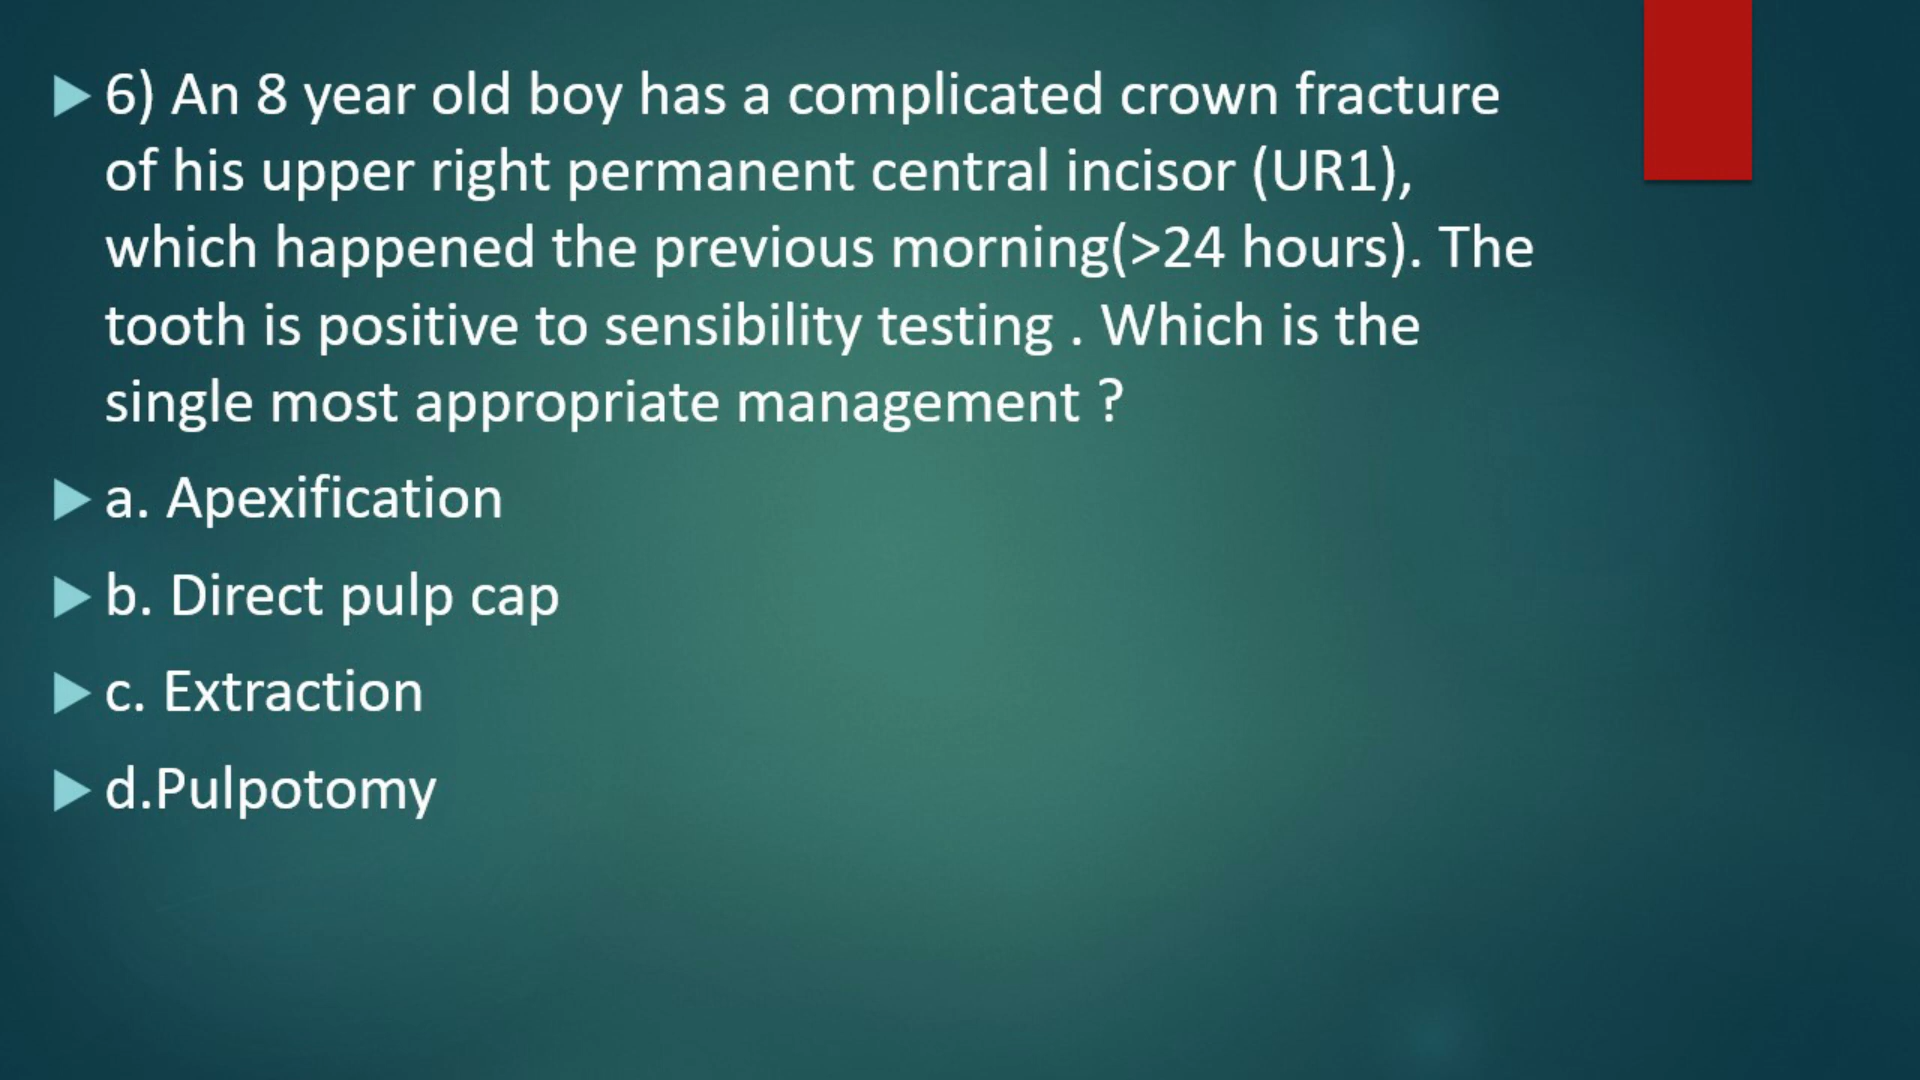 6) An 8 year old boy has a complicated crown fracture
of his upper right permanent central incisor (UR1),
which happened the previous morning(>24 hours). The
tooth is positive to sensibility testing . Which is the
single most appropriate management ?
a. Apexification
b. Direct pulp cap
c. Extraction
d.Pulpotomy